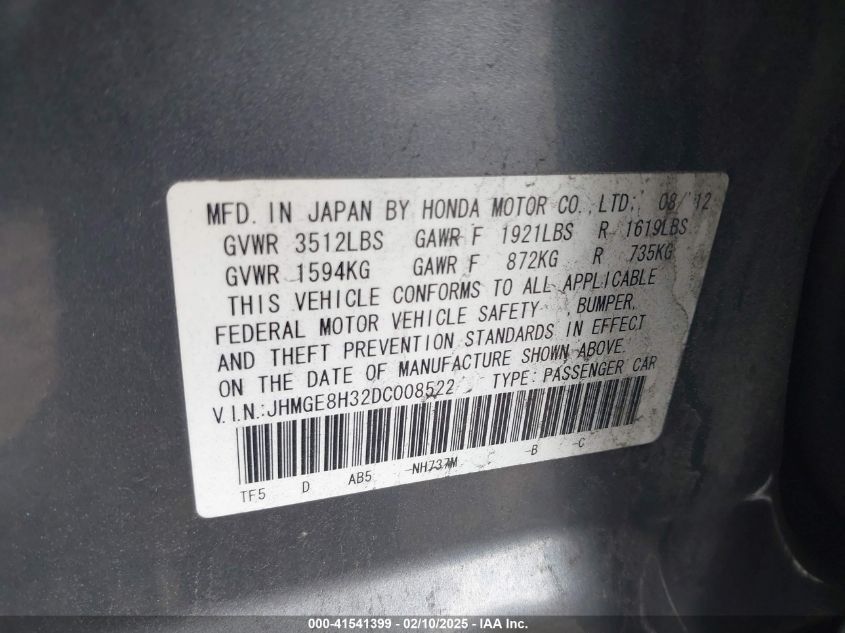 MFD. IN JAPAN BY HONDA MOTOR CO.,LTD. 08/'12
GVWR 3512LBS GAWR F 1921LBS R 1619LBS
GVWR 1594KG GAWR F 872KG R 735KG
THIS VEHICLE CONFORMS TO ALL APPLICABLE
FEDERAL MOTOR VEHICLE SAFETY, BUMPER,
AND THEFT PREVENTION STANDARDS IN EFFECT
ON THE DATE OF MANUFACTURE SHOWN ABOVE.
V.I.N.:JHMGE8H32DC008522 TYPE: PASSENGER CAR
TF5 D AB5 NH737M -B -C
000-41541399 — 02/10/2025 — IAA Inc.